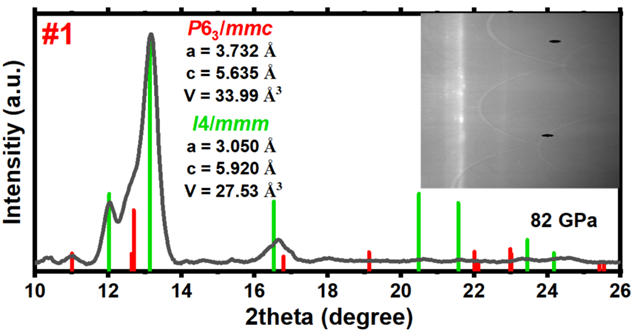 #1
P6₃/mmc
a = 3.732 Å
c = 5.635 Å
V = 33.99 Å³
I4/mmm
a = 3.050 Å
c = 5.920 Å
V = 27.53 Å³
82 GPa
Intensitiy (a.u.)
10 12 14 16 18 20 22 24 26
2theta (degree)